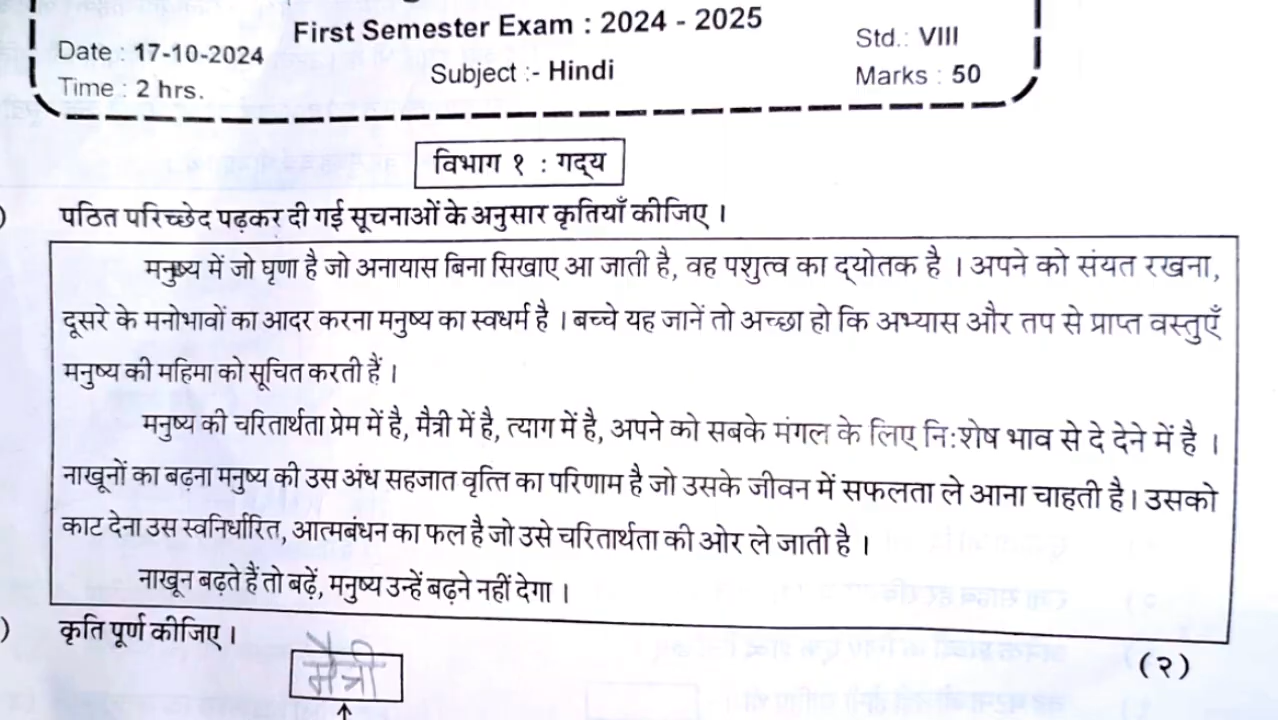 First Semester Exam : 2024 - 2025
Date : 17-10-2024
Std.: VIII
Subject :- Hindi
Time : 2 hrs.
Marks : 50
विभाग १ : गद्य
) पठित परिच्छेद पढ़कर दी गई सूचनाओं के अनुसार कृतियाँ कीजिए ।
मनुष्य में जो घृणा है जो अनायास बिना सिखाए आ जाती है, वह पशुत्व का द्योतक है । अपने को संयत रखना,
दूसरे के मनोभावों का आदर करना मनुष्य का स्वधर्म है । बच्चे यह जानें तो अच्छा हो कि अभ्यास और तप से प्राप्त वस्तुएँ
मनुष्य की महिमा को सूचित करती हैं ।
मनुष्य की चरितार्थता प्रेम में है, मैत्री में है, त्याग में है, अपने को सबके मंगल के लिए नि:शेष भाव से दे देने में है ।
नाखूनों का बढ़ना मनुष्य की उस अंध सहजात वृत्ति का परिणाम है जो उसके जीवन में सफलता ले आना चाहती है । उसको
काट देना उस स्वनिर्धारित, आत्मबंधन का फल है जो उसे चरितार्थता की ओर ले जाती है ।
नाखून बढ़ते हैं तो बढ़ें, मनुष्य उन्हें बढ़ने नहीं देगा ।
) कृति पूर्ण कीजिए ।
(२)
मैत्री